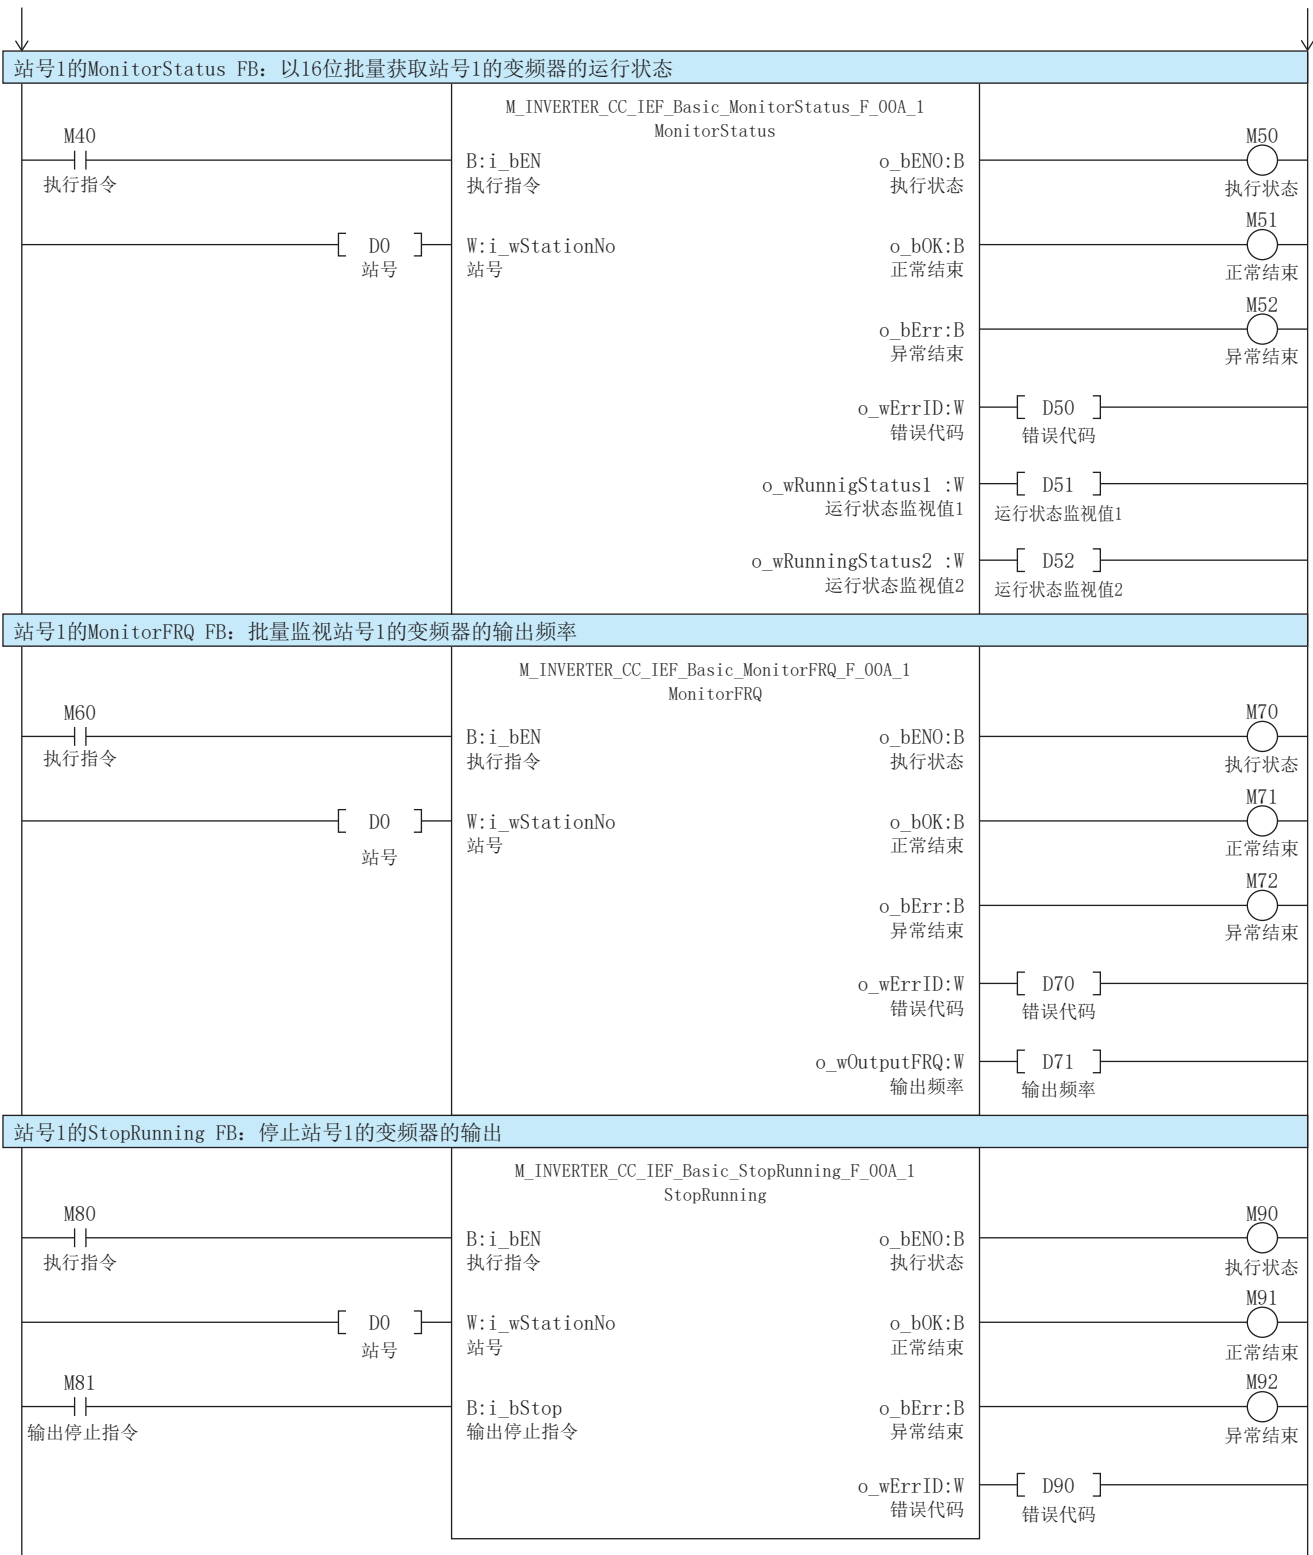 站号1的MonitorStatus FB：以16位批量获取站号1的变频器的运行状态
M_INVERTER_CC_IEF_Basic_MonitorStatus_F_00A_1
MonitorStatus
M40
M50
B:i_bEN
o_bENO:B
执行指令
执行指令
执行状态
执行状态
M51
D0
W:i_wStationNo
o_bOK:B
站号
站号
正常结束
正常结束
M52
o_bErr:B
异常结束
异常结束
o_wErrID:W
D50
错误代码
错误代码
o_wRunnigStatus1 :W
D51
运行状态监视值1
运行状态监视值1
o_wRunningStatus2 :W
D52
运行状态监视值2
运行状态监视值2
站号1的MonitorFRQ FB：批量监视站号1的变频器的输出频率
M_INVERTER_CC_IEF_Basic_MonitorFRQ_F_00A_1
MonitorFRQ
M60
M70
B:i_bEN
o_bENO:B
执行指令
执行指令
执行状态
执行状态
M71
D0
W:i_wStationNo
o_bOK:B
站号
站号
正常结束
正常结束
M72
o_bErr:B
异常结束
异常结束
o_wErrID:W
D70
错误代码
错误代码
o_wOutputFRQ:W
D71
输出频率
输出频率
站号1的StopRunning FB：停止站号1的变频器的输出
M_INVERTER_CC_IEF_Basic_StopRunning_F_00A_1
StopRunning
M80
M90
B:i_bEN
o_bENO:B
执行指令
执行指令
执行状态
执行状态
M91
D0
W:i_wStationNo
o_bOK:B
站号
站号
正常结束
正常结束
M81
M92
B:i_bStop
o_bErr:B
输出停止指令
输出停止指令
异常结束
异常结束
o_wErrID:W
D90
错误代码
错误代码